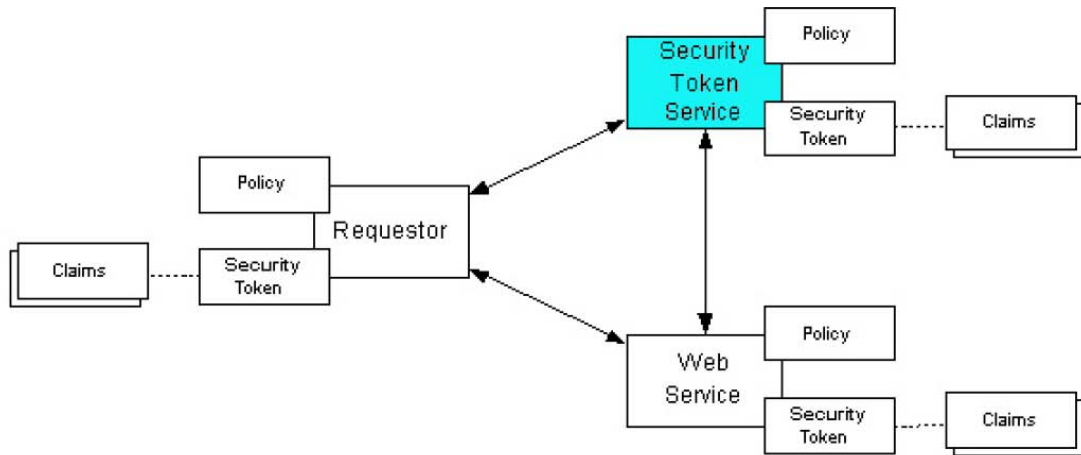 Policy
Security
Token
Service
Security
Token
Claims
Policy
Requestor
Claims
Security
Token
Policy
Web
Service
Security
Token
Claims